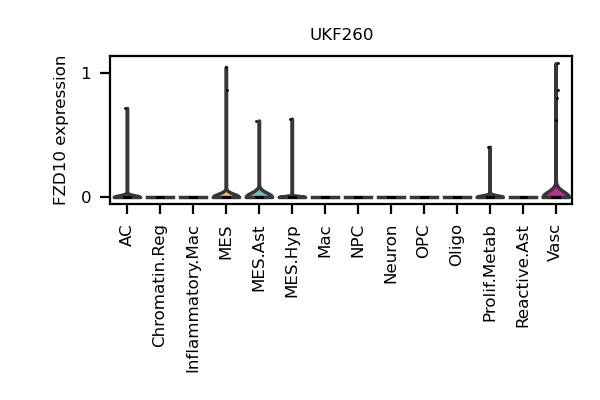 UKF260
FZD10 expression
1
0
AC
Chromatin.Reg
Inflammatory.Mac
MES
MES.Ast
MES.Hyp
Mac
NPC
Neuron
OPC
Oligo
Prolif.Metab
Reactive.Ast
Vasc